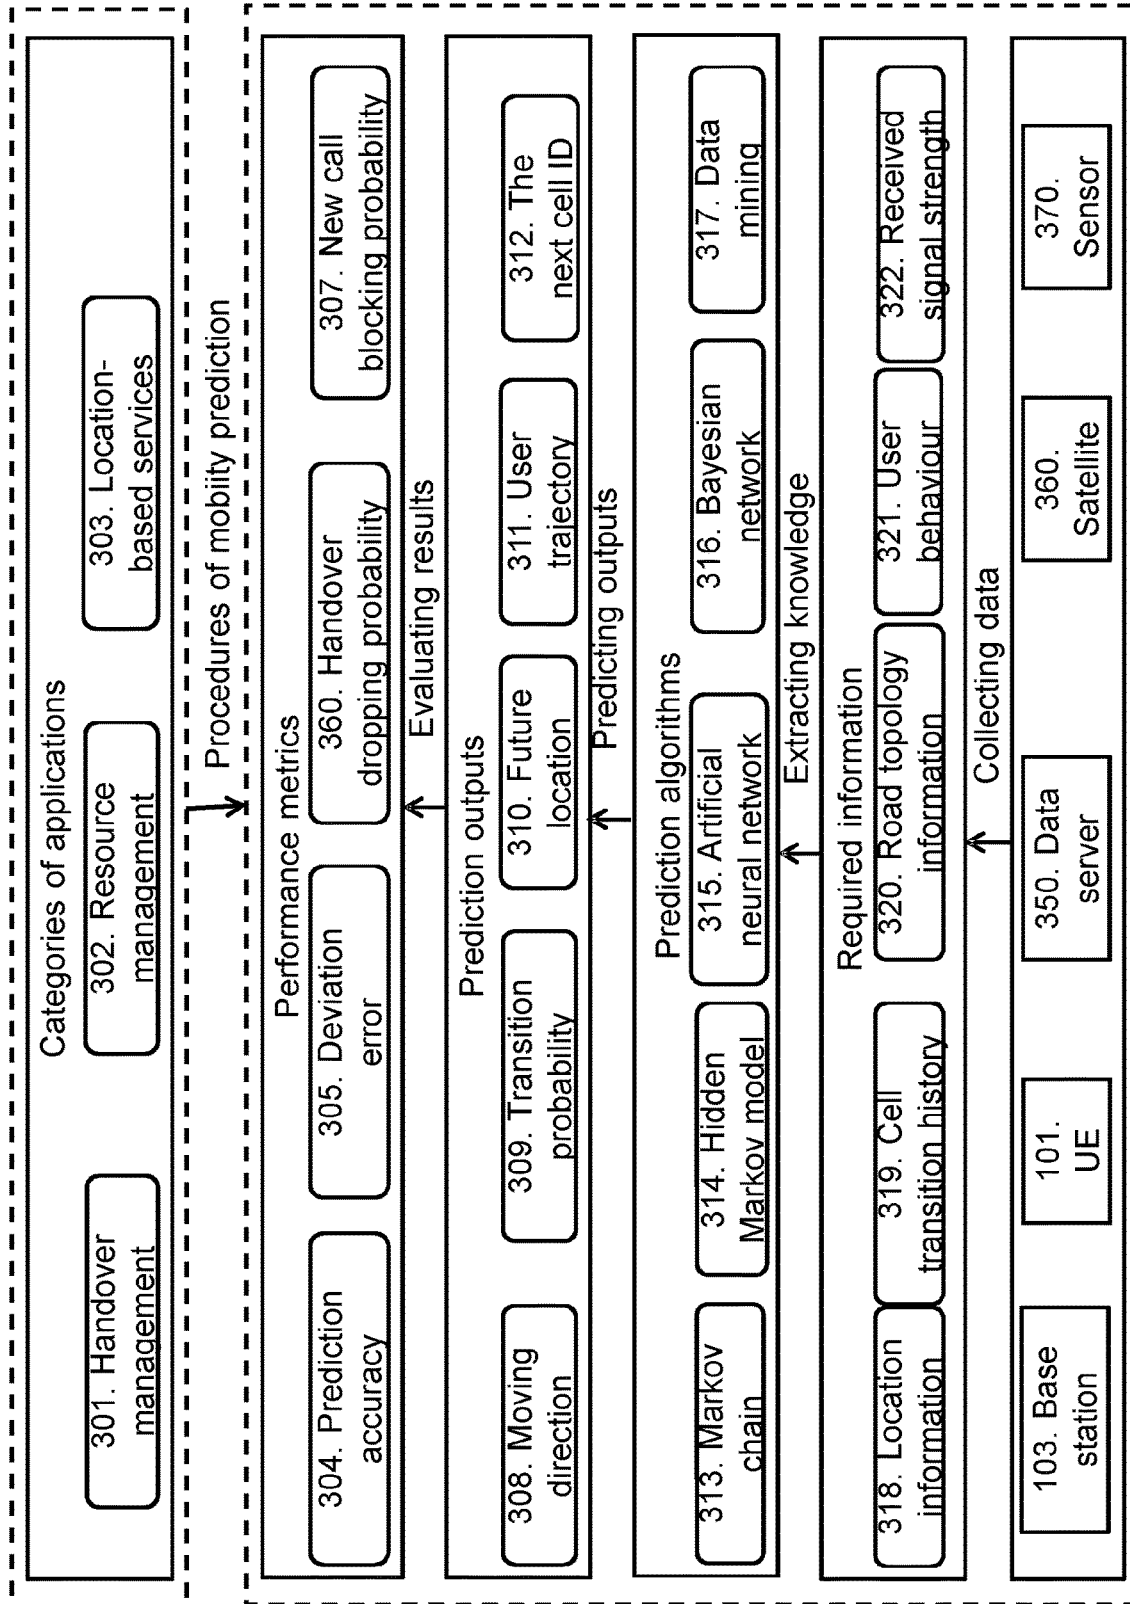 Categories of applications
301. Handover
management
302. Resource
management
303. Location-
based services
Procedures of mobility prediction
Performance metrics
304. Prediction
accuracy
305. Deviation
error
360. Handover
dropping probability
307. New call
blocking probability
Evaluating results
Prediction outputs
308. Moving
direction
309. Transition
probability
310. Future
location
311. User
trajectory
312. The
next cell ID
Predicting outputs
Prediction algorithms
313. Markov
chain
314. Hidden
Markov model
315. Artificial
neural network
316. Bayesian
network
317. Data
mining
Extracting knowledge
Required information
318. Location
information
319. Cell
transition history
320. Road topology
information
321. User
behaviour
322. Received
signal strength
Collecting data
103. Base
station
101.
UE
350. Data
server
360.
Satellite
370.
Sensor